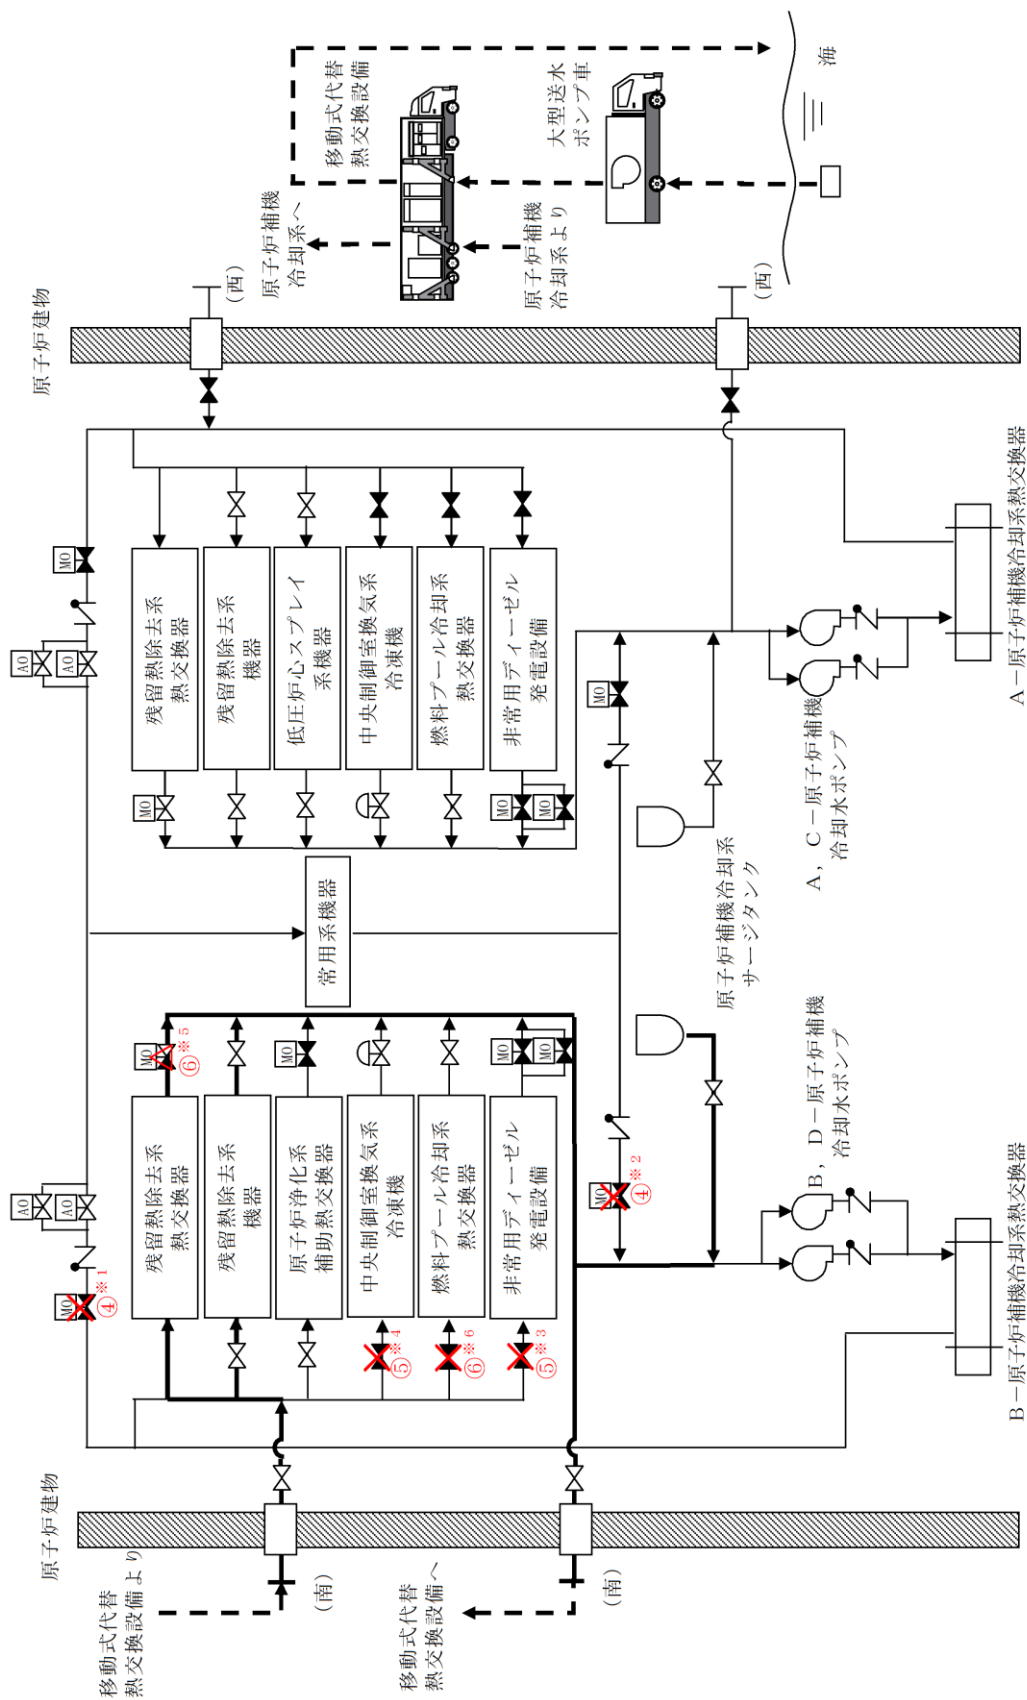 移動式代替
熱交換設備より
(南)
原子炉建物
移動式代替
熱交換設備へ
(南)
MO
④※1
AO
AO
残留熱除去系
熱交換器
MO
⑥※5
残留熱除去系
機器
原子炉浄化系
補助熱交換器
MO
中央制御室換気系
冷凍機
⑤※4
燃料プール冷却系
熱交換器
⑥※6
非常用ディーゼル
発電設備
⑤※3
MO
MO
MO
④※2
B,D-原子炉補機
冷却水ポンプ
B-原子炉補機冷却系熱交換器
常用系機器
原子炉補機冷却系
サージタンク
AO
AO
MO
残留熱除去系
熱交換器
MO
残留熱除去系
機器
低圧炉心スプレイ
系機器
中央制御室換気系
冷凍機
燃料プール冷却系
熱交換器
非常用ディーゼル
発電設備
MO
MO
MO
A,C-原子炉補機
冷却水ポンプ
A-原子炉補機冷却系熱交換器
原子炉建物
(西)
(西)
原子炉補機
冷却系へ
移動式代替
熱交換設備
原子炉補機
冷却系より
大型送水
ポンプ車
海